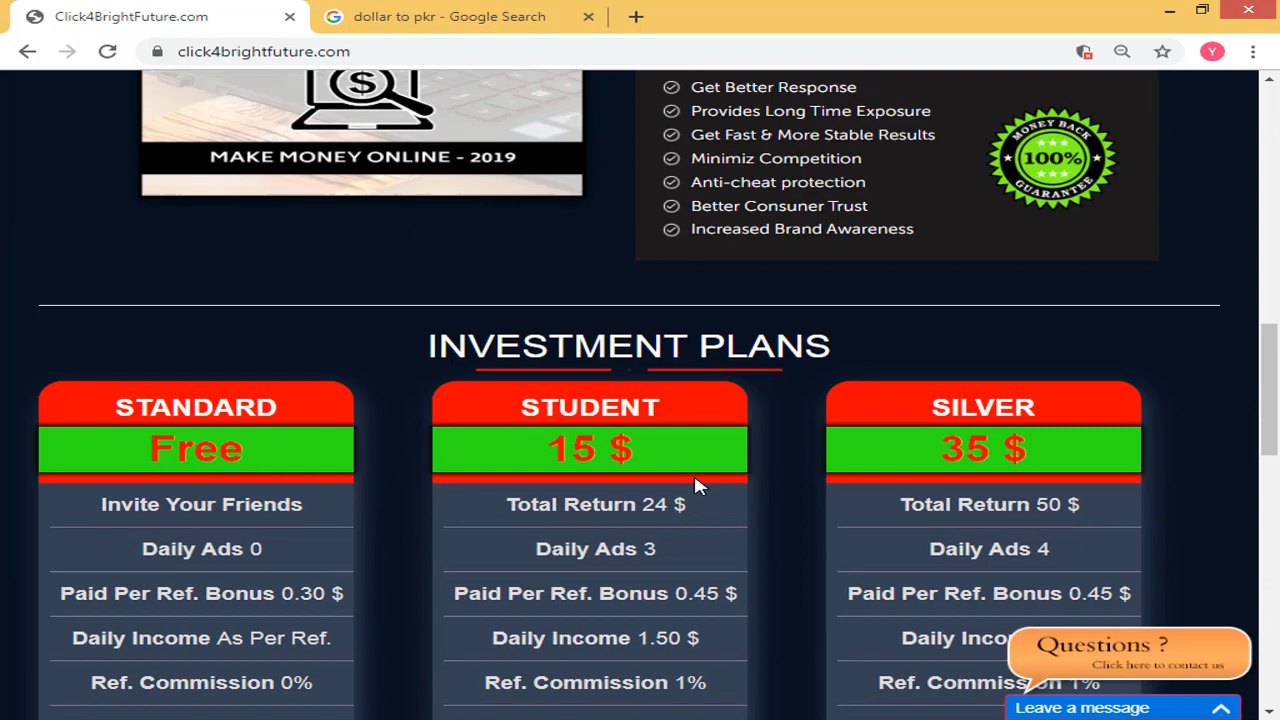 Click4BrightFuture.com
dollar to pkr - Google Search
click4brightfuture.com
Y
$
MAKE MONEY ONLINE - 2019
Get Better Response
Provides Long Time Exposure
Get Fast & More Stable Results
Minimiz Competition
Anti-cheat protection
Better Consuner Trust
Increased Brand Awareness
MONEY BACK
100%
GUARANTEE
INVESTMENT PLANS
STANDARD
Free
Invite Your Friends
Daily Ads 0
Paid Per Ref. Bonus 0.30 $
Daily Income As Per Ref.
Ref. Commission 0%
STUDENT
15 $
Total Return 24 $
Daily Ads 3
Paid Per Ref. Bonus 0.45 $
Daily Income 1.50 $
Ref. Commission 1%
SILVER
35 $
Total Return 50 $
Daily Ads 4
Paid Per Ref. Bonus 0.45 $
Daily
Ref. Commission 1%
Questions ?
Click here to contact us
Leave a message